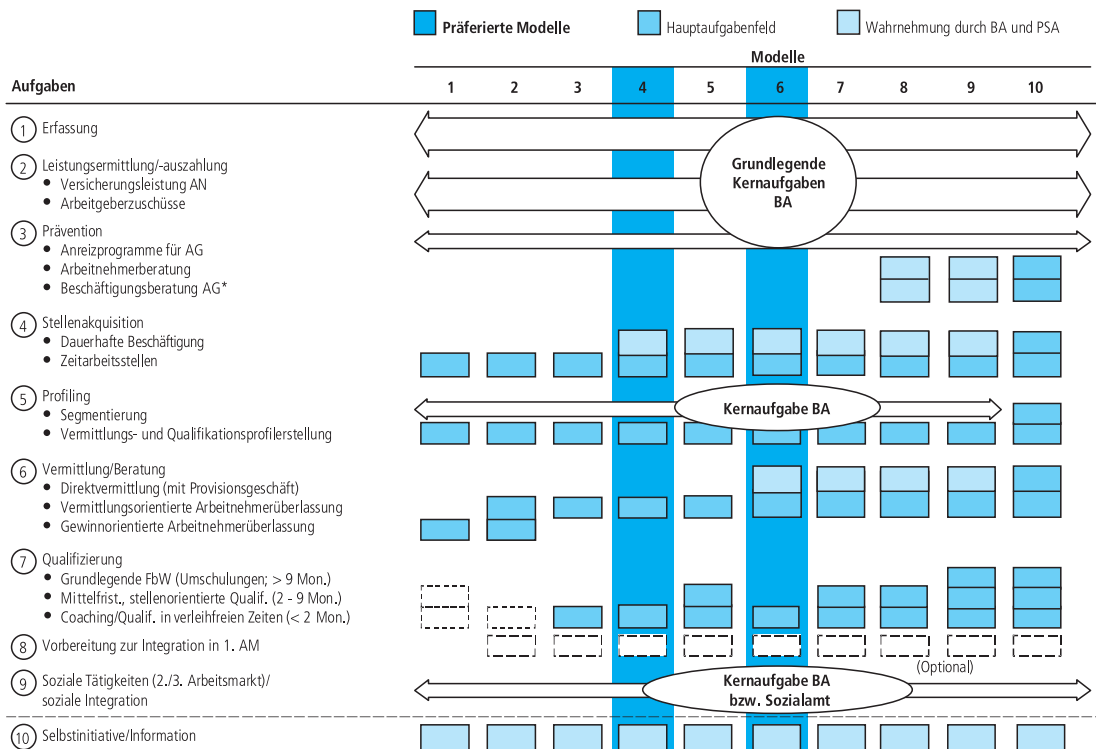 Präferierte Modelle
Hauptaufgabenfeld
Wahrnehmung durch BA und PSA
Modelle
Aufgaben
1 2 3 4 5 6 7 8 9 10
1 Erfassung
2 Leistungsermittlung/-auszahlung
• Versicherungsleistung AN
• Arbeitgeberzuschüsse
Grundlegende
Kernaufgaben
BA
3 Prävention
• Anreizprogramme für AG
• Arbeitnehmerberatung
• Beschäftigungsberatung AG*
4 Stellenakquisition
• Dauerhafte Beschäftigung
• Zeitarbeitsstellen
5 Profiling
• Segmentierung
• Vermittlungs- und Qualifikationsprofilerstellung
Kernaufgabe BA
6 Vermittlung/Beratung
• Direktvermittlung (mit Provisionsgeschäft)
• Vermittlungsorientierte Arbeitnehmerüberlassung
• Gewinnorientierte Arbeitnehmerüberlassung
7 Qualifizierung
• Grundlegende FbW (Umschulungen; > 9 Mon.)
• Mittelfrist., stellenorientierte Qualif. (2 - 9 Mon.)
• Coaching/Qualif. in verleihfreien Zeiten (< 2 Mon.)
8 Vorbereitung zur Integration in 1. AM
(Optional)
9 Soziale Tätigkeiten (2./3. Arbeitsmarkt)/
soziale Integration
Kernaufgabe BA
bzw. Sozialamt
10 Selbstinitiative/Information